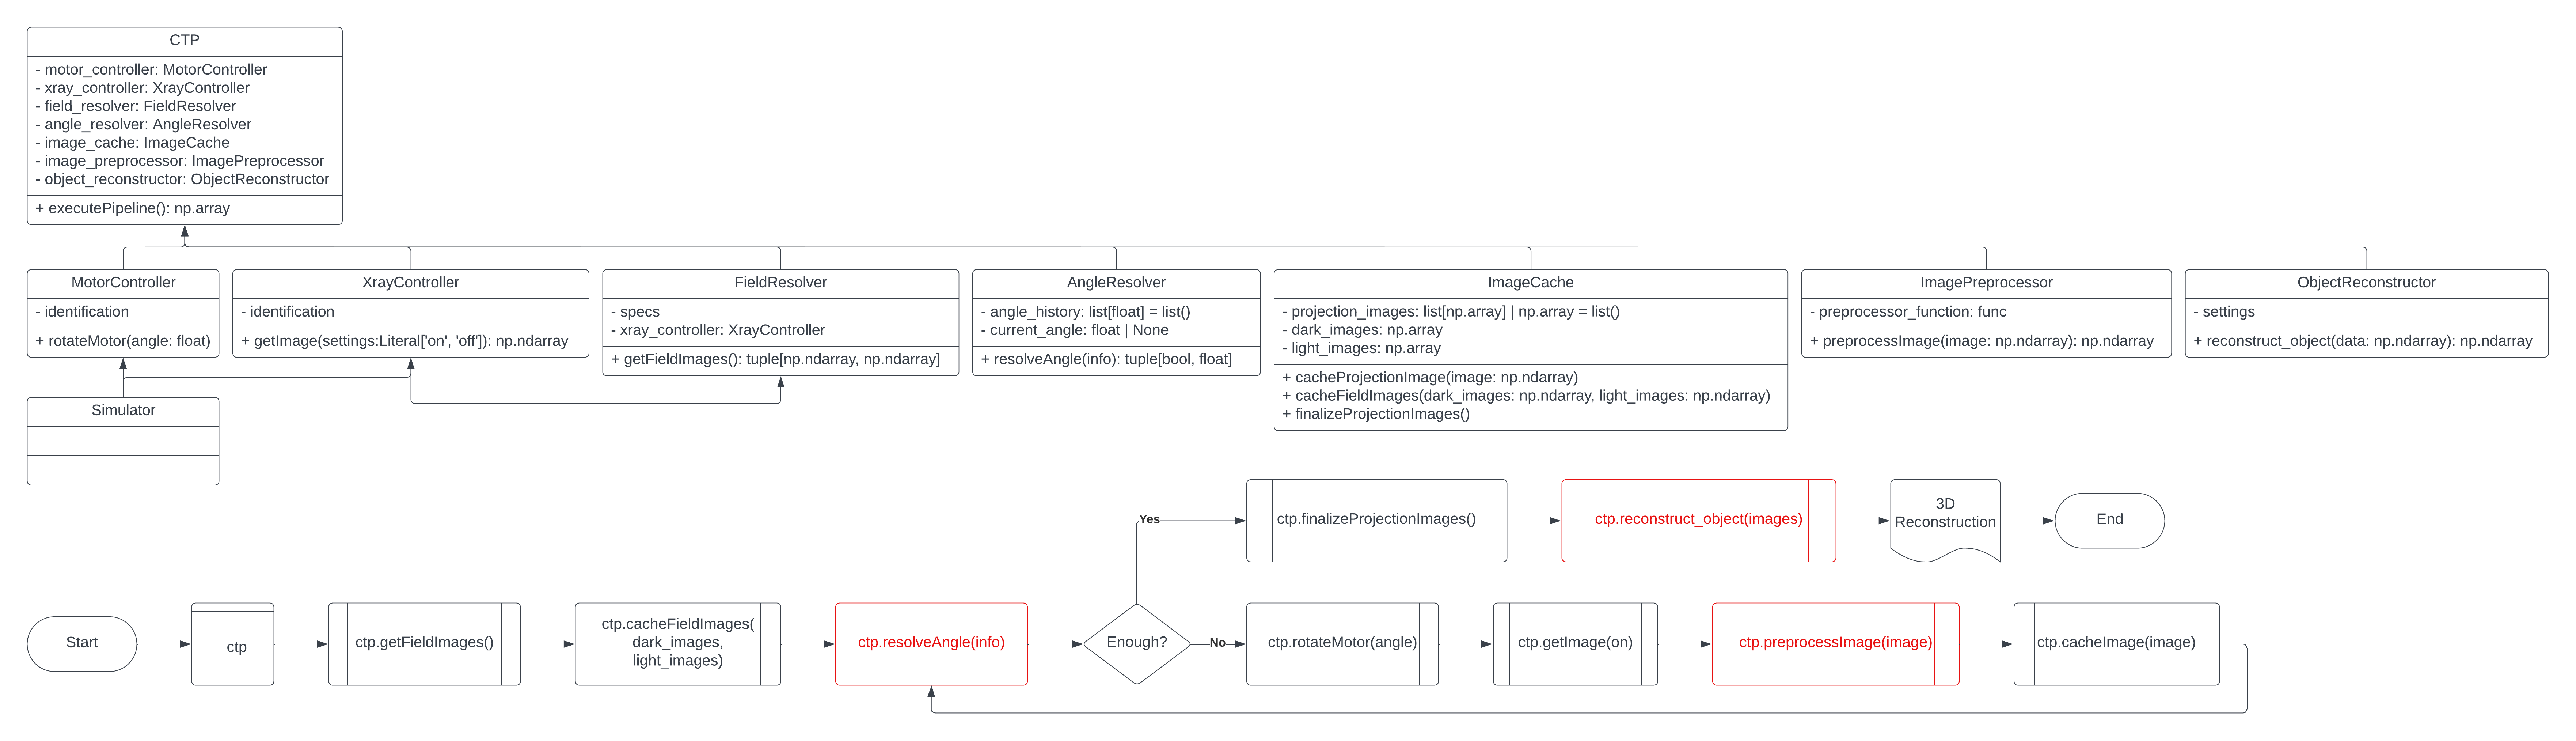 CTP
- motor_controller: MotorController
- xray_controller: XrayController
- field_resolver: FieldResolver
- angle_resolver: AngleResolver
- image_cache: ImageCache
- image_preprocessor: ImagePreprocessor
- object_reconstructor: ObjectReconstructor
+ executePipeline(): np.array
MotorController
- identification
+ rotateMotor(angle: float)
XrayController
- identification
+ getImage(settings:Literal['on', 'off']): np.ndarray
FieldResolver
- specs
- xray_controller: XrayController
+ getFieldImages(): tuple[np.ndarray, np.ndarray]
AngleResolver
- angle_history: list[float] = list()
- current_angle: float | None
+ resolveAngle(info): tuple[bool, float]
ImageCache
- projection_images: list[np.array] | np.array = list()
- dark_images: np.array
- light_images: np.array
+ cacheProjectionImage(image: np.ndarray)
+ cacheFieldImages(dark_images: np.ndarray, light_images: np.ndarray)
+ finalizeProjectionImages()
ImagePreprocessor
- preprocessor_function: func
+ preprocessImage(image: np.ndarray): np.ndarray
ObjectReconstructor
- settings
+ reconstruct_object(data: np.ndarray): np.ndarray
Simulator
Yes
ctp.finalizeProjectionImages()
ctp.reconstruct_object(images)
3D
Reconstruction
End
Start
ctp
ctp.getFieldImages()
ctp.cacheFieldImages(
dark_images,
light_images)
ctp.resolveAngle(info)
Enough?
No
ctp.rotateMotor(angle)
ctp.getImage(on)
ctp.preprocessImage(image)
ctp.cacheImage(image)